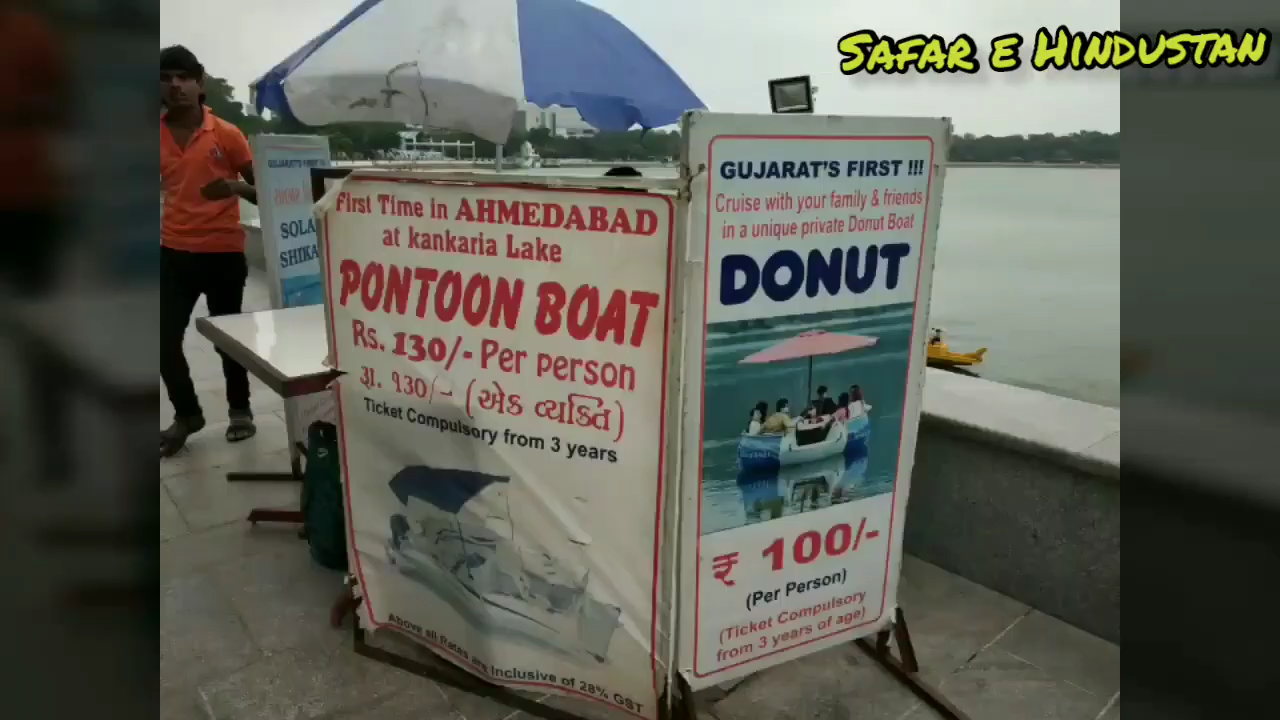 SAFAR E HINDUSTAN
GUJARAT'S FIRST
SOLA
SHIKA
First Time in AHMEDABAD
at kankaria Lake
PONTOON BOAT
Rs. 130/- Per person
રૂા. ૧૩૦/- (એક વ્યક્તિ)
Ticket Compulsory from 3 years
Above all Rates are Inclusive of 28% GST
GUJARAT'S FIRST !!!
Cruise with your family & friends
in a unique private Donut Boat
DONUT
₹ 100/-
(Per Person)
(Ticket Compulsory
from 3 years of age)